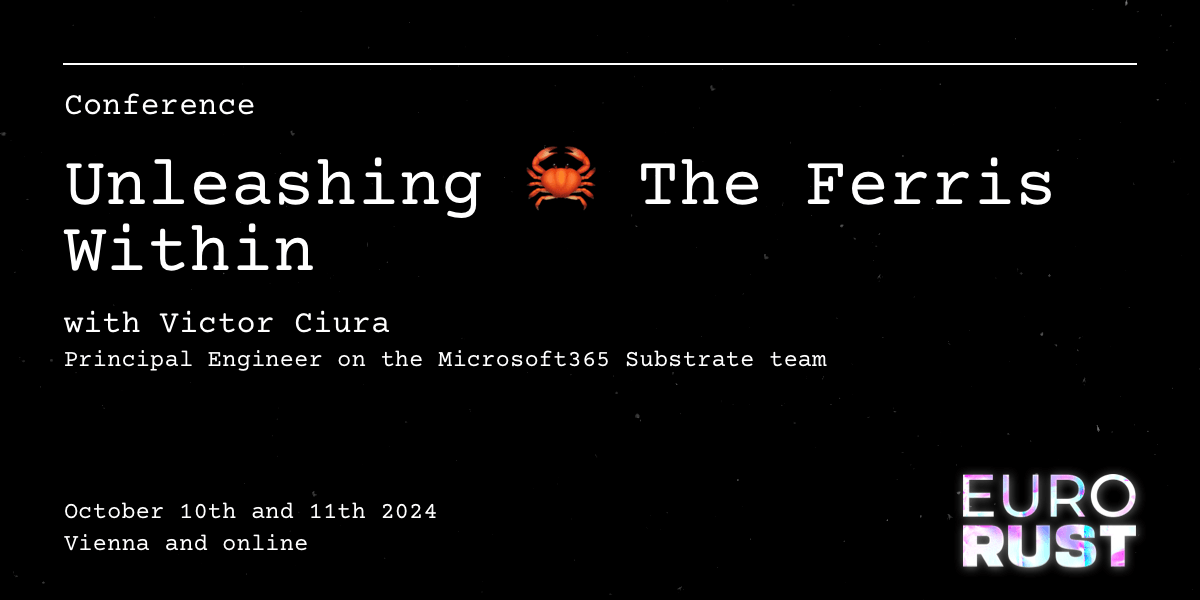 Conference
Unleashing 🦀 The Ferris
Within
with Victor Ciura
Principal Engineer on the Microsoft365 Substrate team
October 10th and 11th 2024
Vienna and online
EURO
RUST